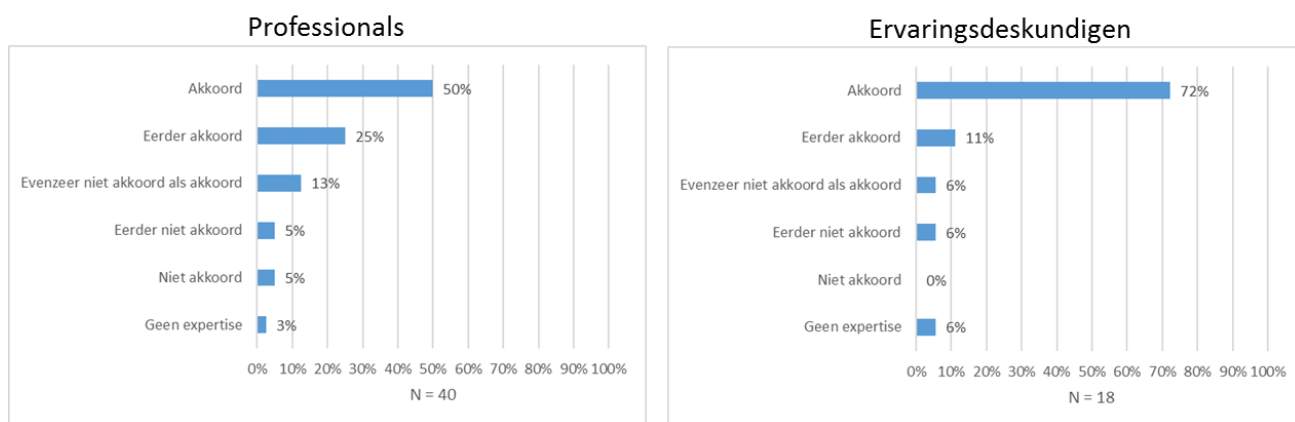 Professionals
Akkoord 50%
Eerder akkoord 25%
Evenzeer niet akkoord als akkoord 13%
Eerder niet akkoord 5%
Niet akkoord 5%
Geen expertise 3%
0% 10% 20% 30% 40% 50% 60% 70% 80% 90% 100%
N = 40
Ervaringsdeskundigen
Akkoord 72%
Eerder akkoord 11%
Evenzeer niet akkoord als akkoord 6%
Eerder niet akkoord 6%
Niet akkoord 0%
Geen expertise 6%
0% 10% 20% 30% 40% 50% 60% 70% 80% 90% 100%
N = 18